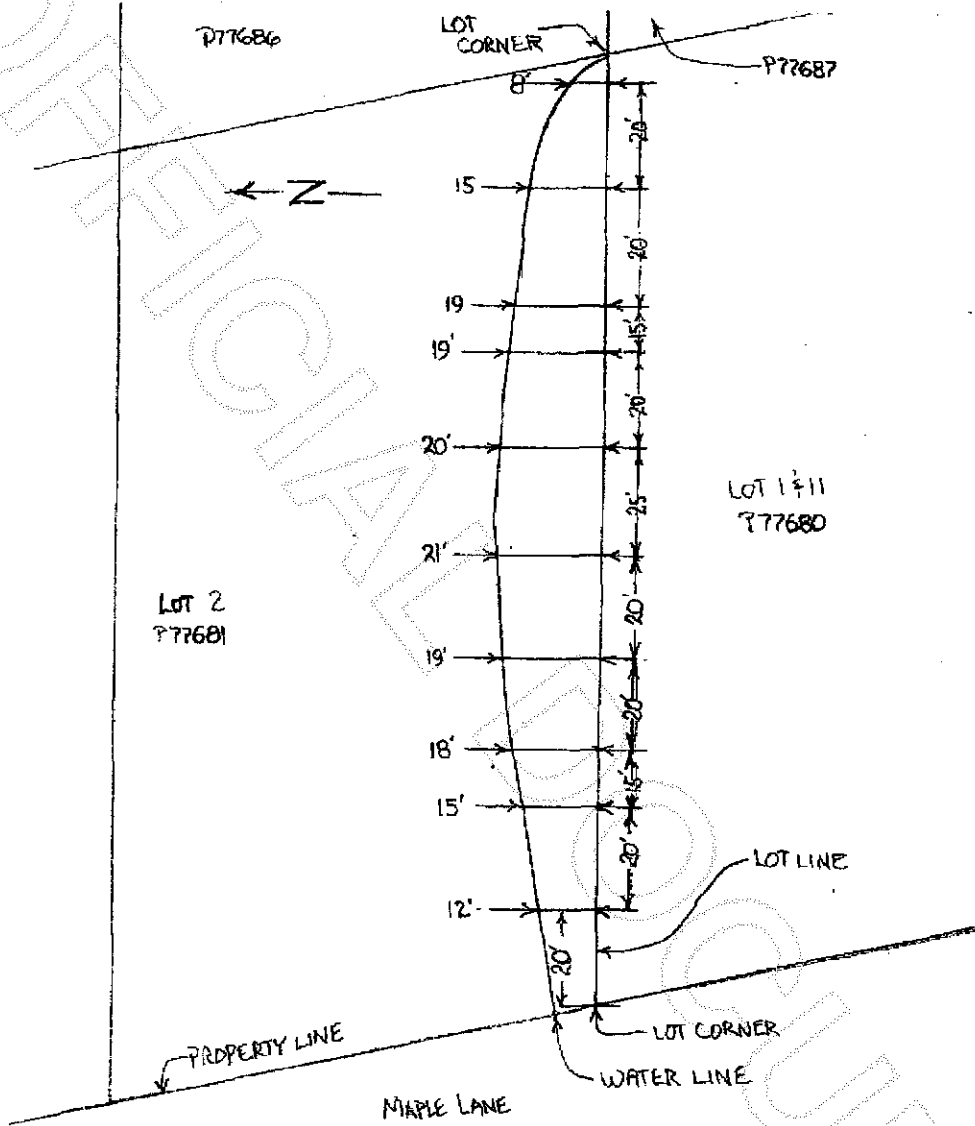 P77686
LOT
CORNER
P77687
8'
20'
N
15
20'
19
15'
19'
20'
20'
25'
LOT 1 & 11
P77680
21'
20'
LOT 2
P77681
19'
20'
18'
15'
15'
20'
LOT LINE
12'
20'
LOT CORNER
PROPERTY LINE
WATER LINE
MAPLE LANE
UNOFFICIAL DOCUMENT